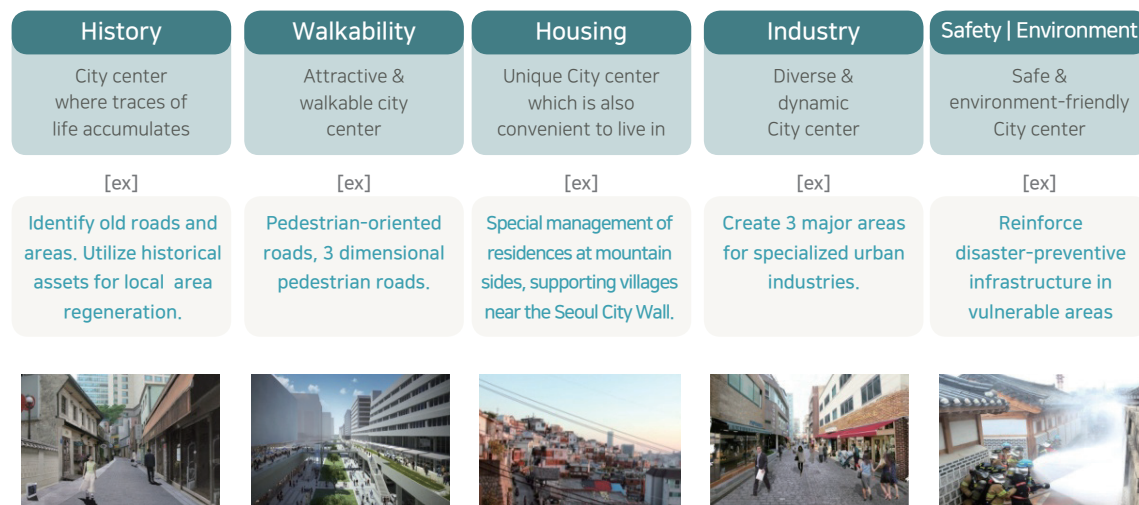 History
City center
where traces of
life accumulates
[ex]
Identify old roads and
areas. Utilize historical
assets for local area
regeneration.
Walkability
Attractive &
walkable city
center
[ex]
Pedestrian-oriented
roads, 3 dimensional
pedestrian roads.
Housing
Unique City center
which is also
convenient to live in
[ex]
Special management of
residences at mountain
sides, supporting villages
near the Seoul City Wall.
Industry
Diverse &
dynamic
City center
[ex]
Create 3 major areas
for specialized urban
industries.
Safety | Environment
Safe &
environment-friendly
City center
[ex]
Reinforce
disaster-preventive
infrastructure in
vulnerable areas